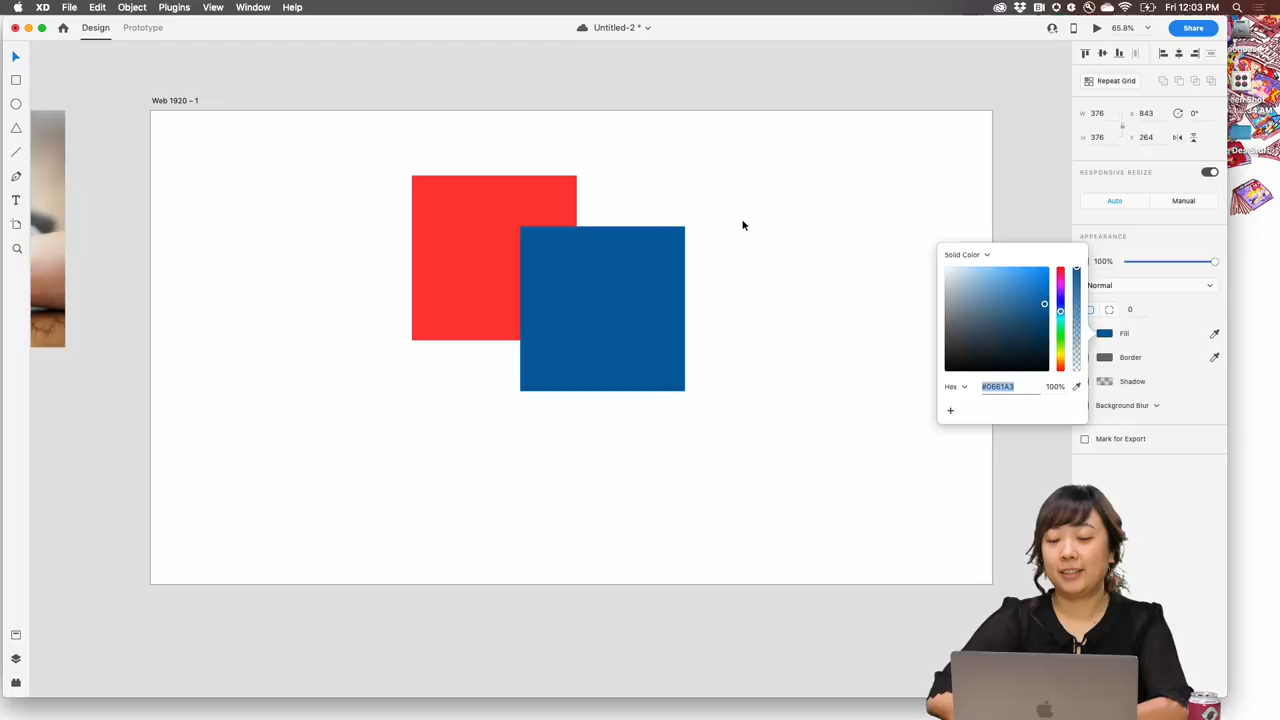 XD File Edit Object Plugins View Window Help
Fri 12:03 PM
Design Prototype
Untitled-2 *
65.8%
Share
Repeat Grid
W 376 X 843 0°
H 376 Y 264
RESPONSIVE RESIZE
Auto Manual
APPEARANCE
100%
Normal
0
Fill
Border
Shadow
Background Blur
Mark for Export
Web 1920 – 1
Solid Color
Hex #0661A3 100%